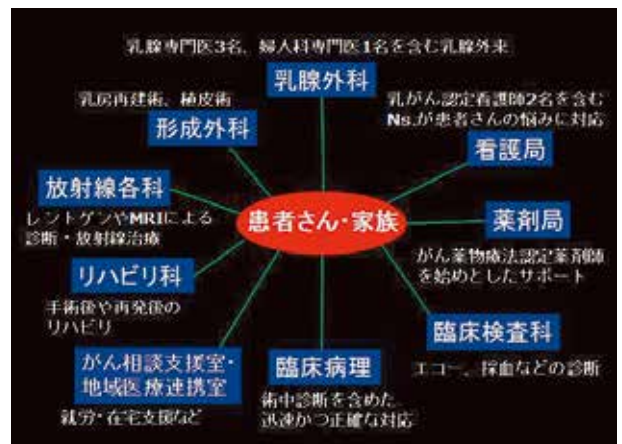 乳腺専門医3名、婦人科専門医1名を含む乳腺外来
乳腺外科
乳房再建術、植皮術
形成外科
乳がん認定看護師2名を含む
Ns.が患者さんの悩みに対応
看護局
放射線各科
レントゲンやMRIによる
診断・放射線治療
患者さん・家族
薬剤局
がん薬物療法認定薬剤師
を始めとしたサポート
リハビリ科
手術後や再発後の
リハビリ
臨床検査科
エコー、採血などの診断
がん相談支援室・
地域医療連携室
就労・在宅支援など
臨床病理
術中診断を含めた
迅速かつ正確な対応